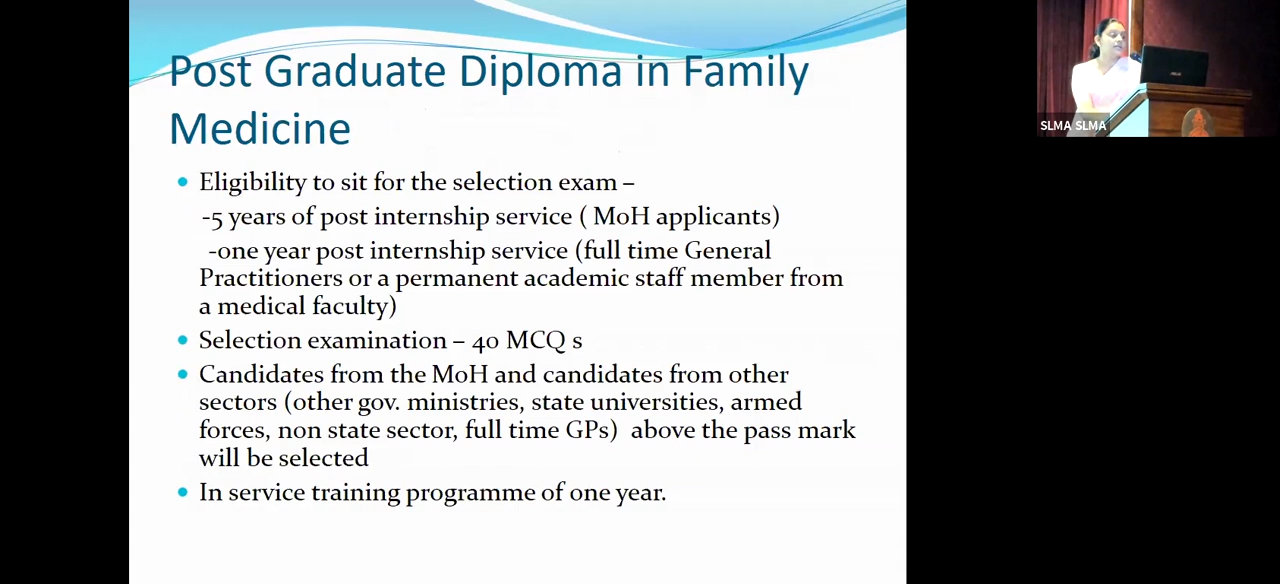 Post Graduate Diploma in Family
Medicine
Eligibility to sit for the selection exam –
-5 years of post internship service ( MoH applicants)
-one year post internship service (full time General
Practitioners or a permanent academic staff member from
a medical faculty)
Selection examination – 40 MCQ s
Candidates from the MoH and candidates from other
sectors (other gov. ministries, state universities, armed
forces, non state sector, full time GPs) above the pass mark
will be selected
In service training programme of one year.
SLMA SLMA